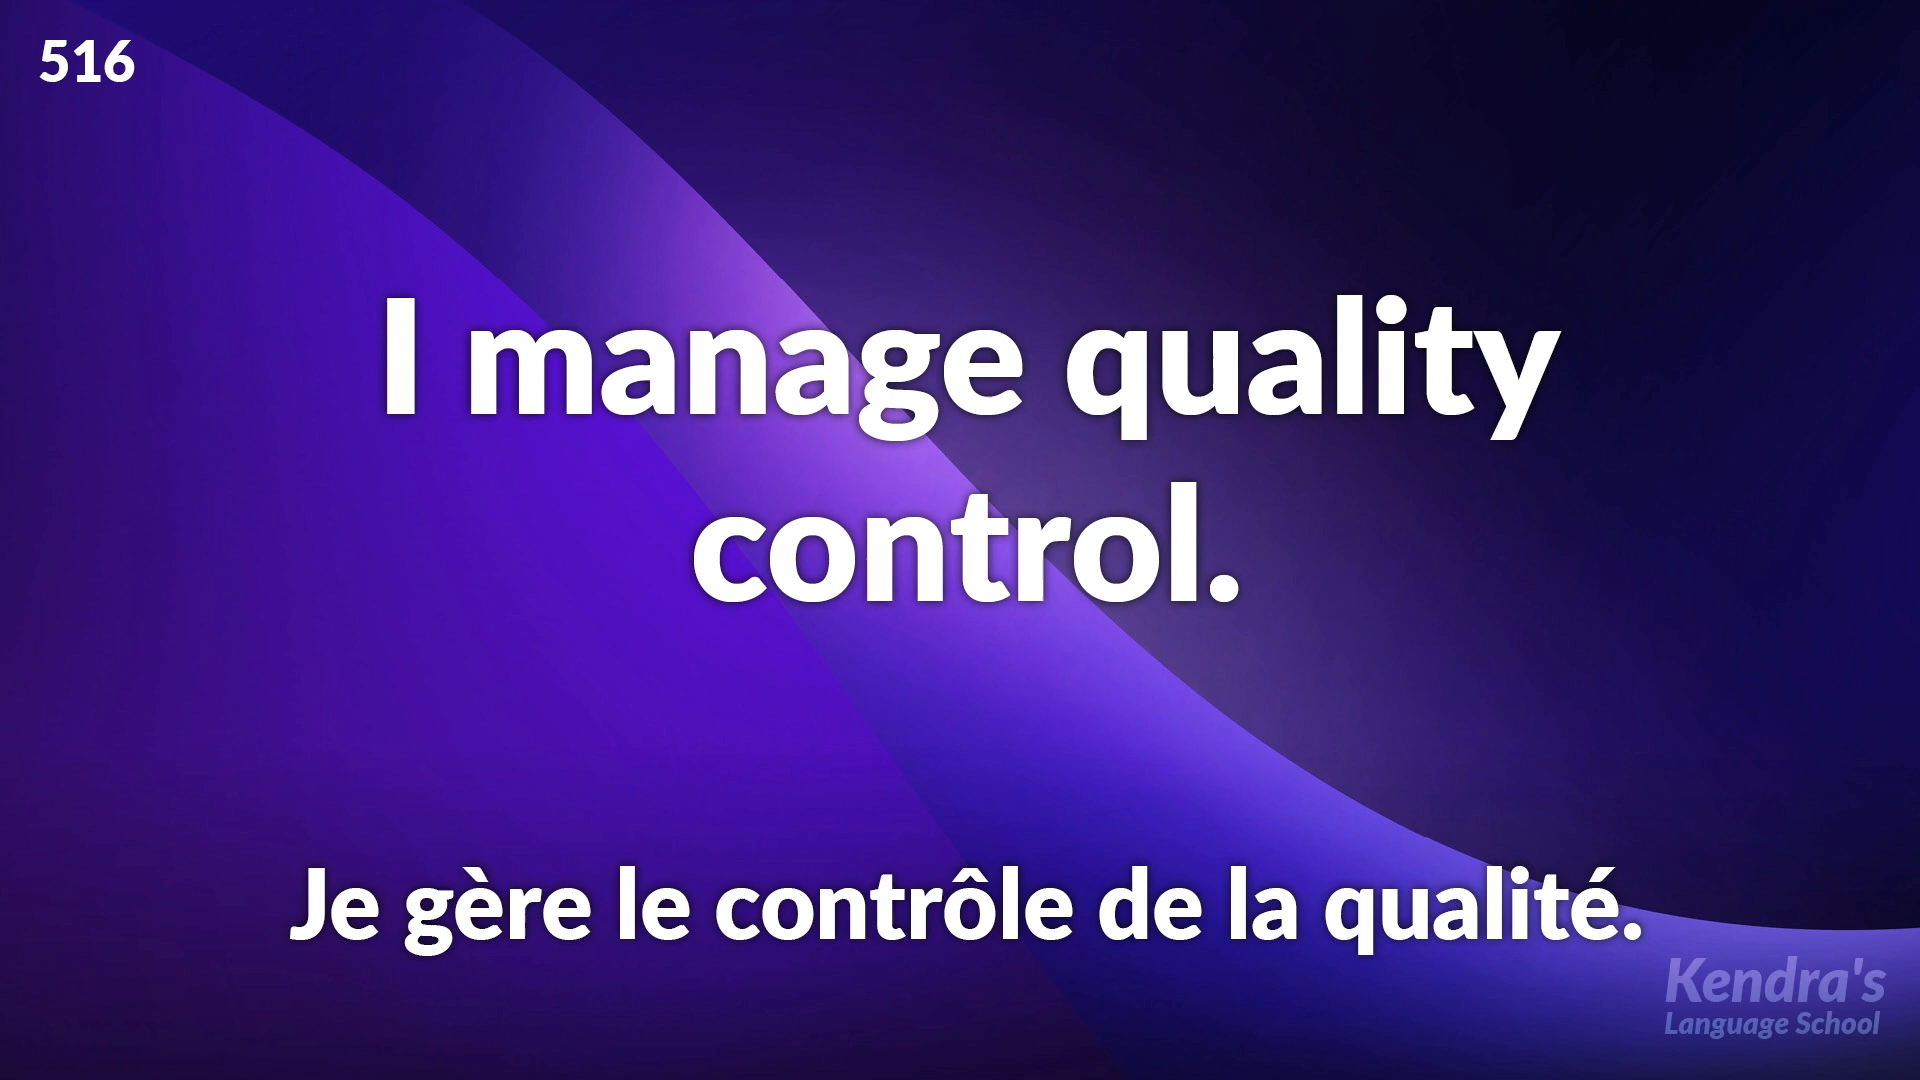 516
I manage quality
control.
Je gère le contrôle de la qualité.
Kendra's
Language School